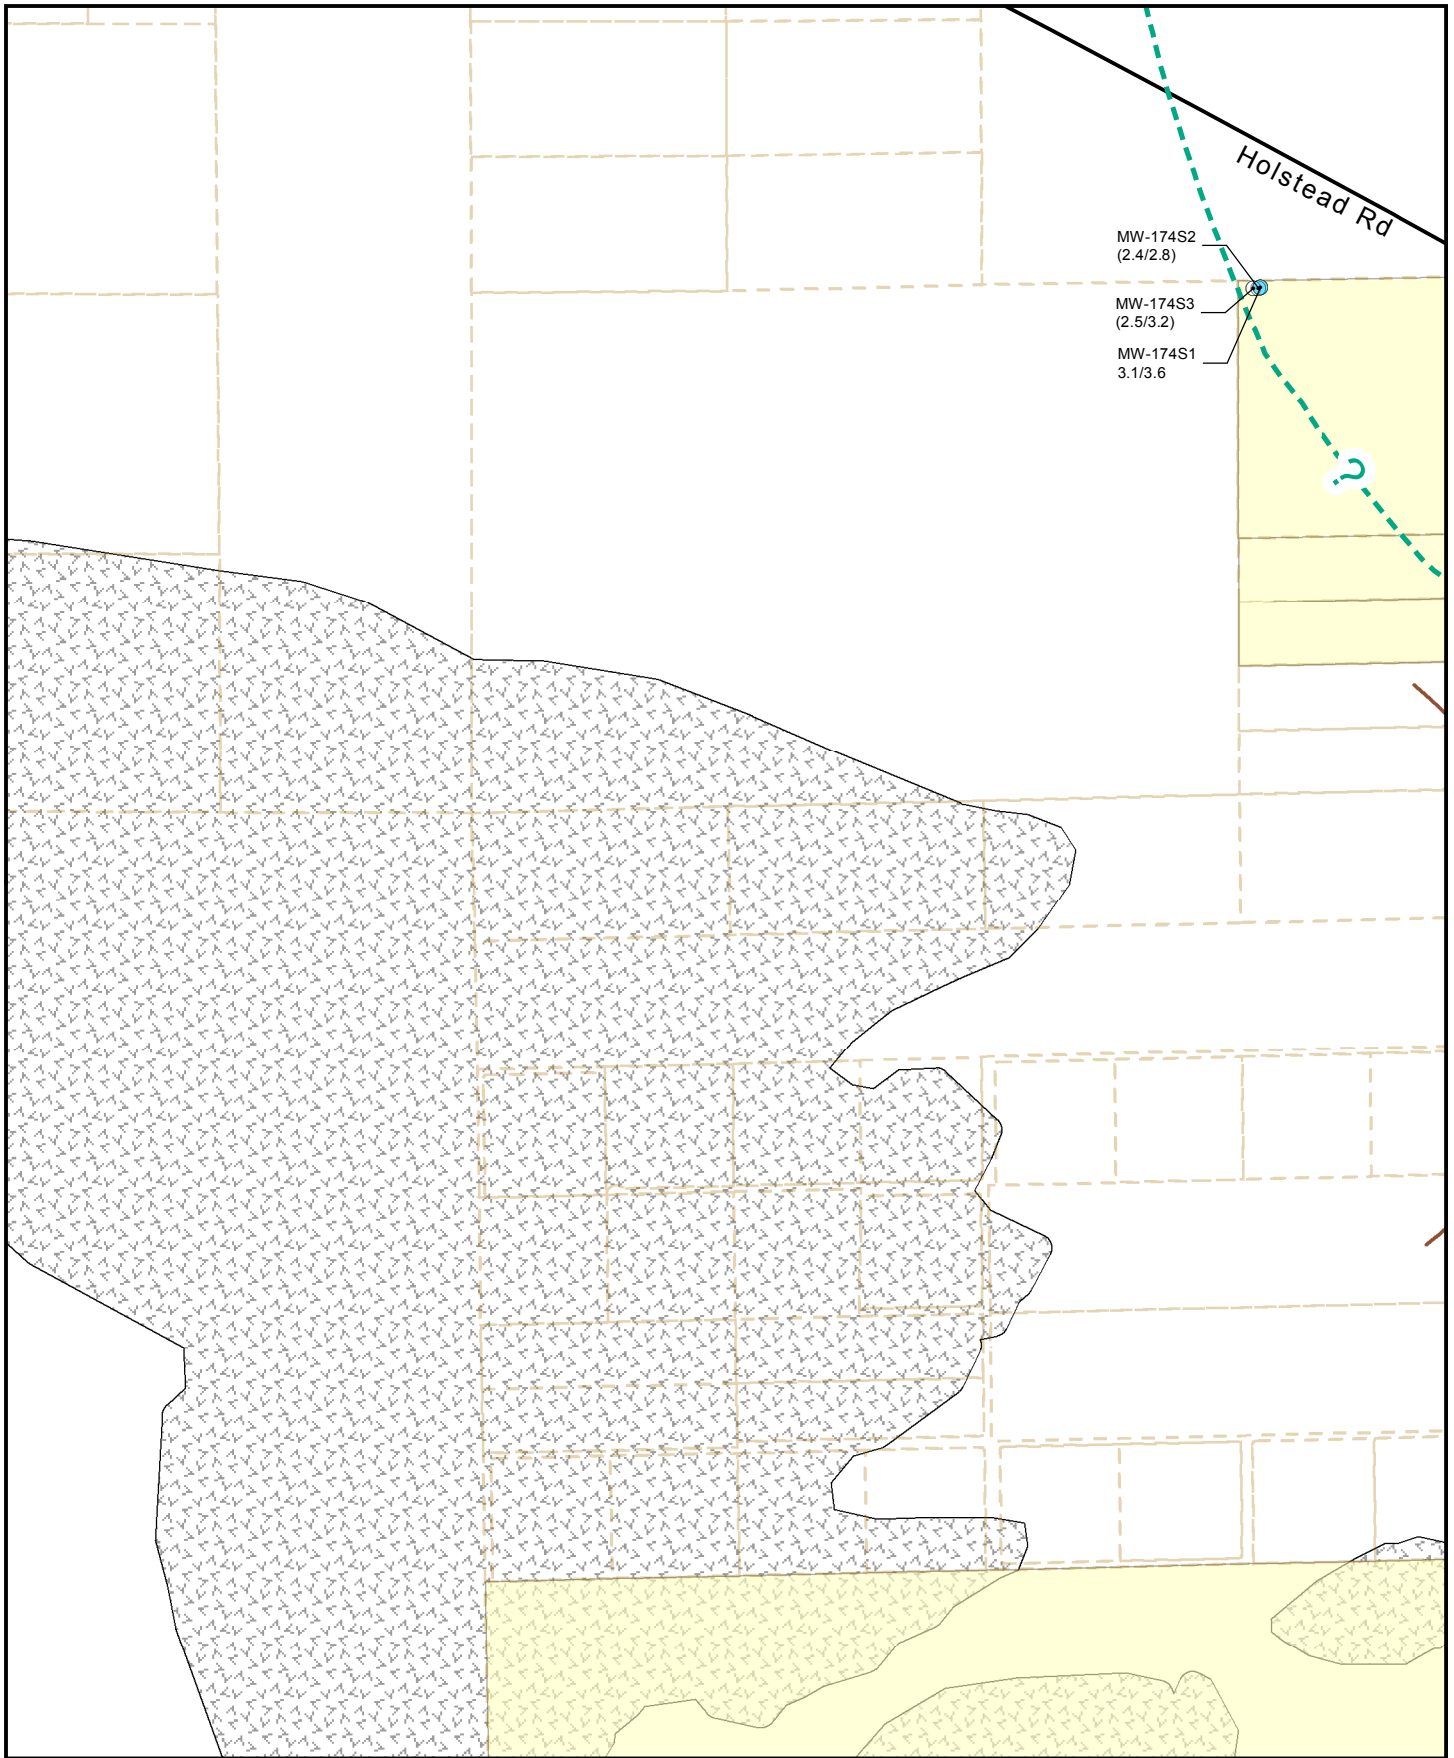 Holstead Rd
MW-174S2
(2.4/2.8)
MW-174S3
(2.5/3.2)
MW-174S1
3.1/3.6
?